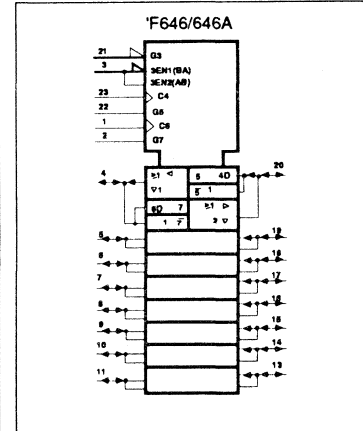 'F646/646A
21 G3
3 3EN1(BA)
3EN2(AB)
23 C4
22 G5
1 C6
2 G7
4 ≥1 ◁ 5 4D 20
▽1 5 1
6D 7 ≥1 ▷
1 7 2 ▽
5 19
6 18
7 17
8 16
9 15
10 14
11 13